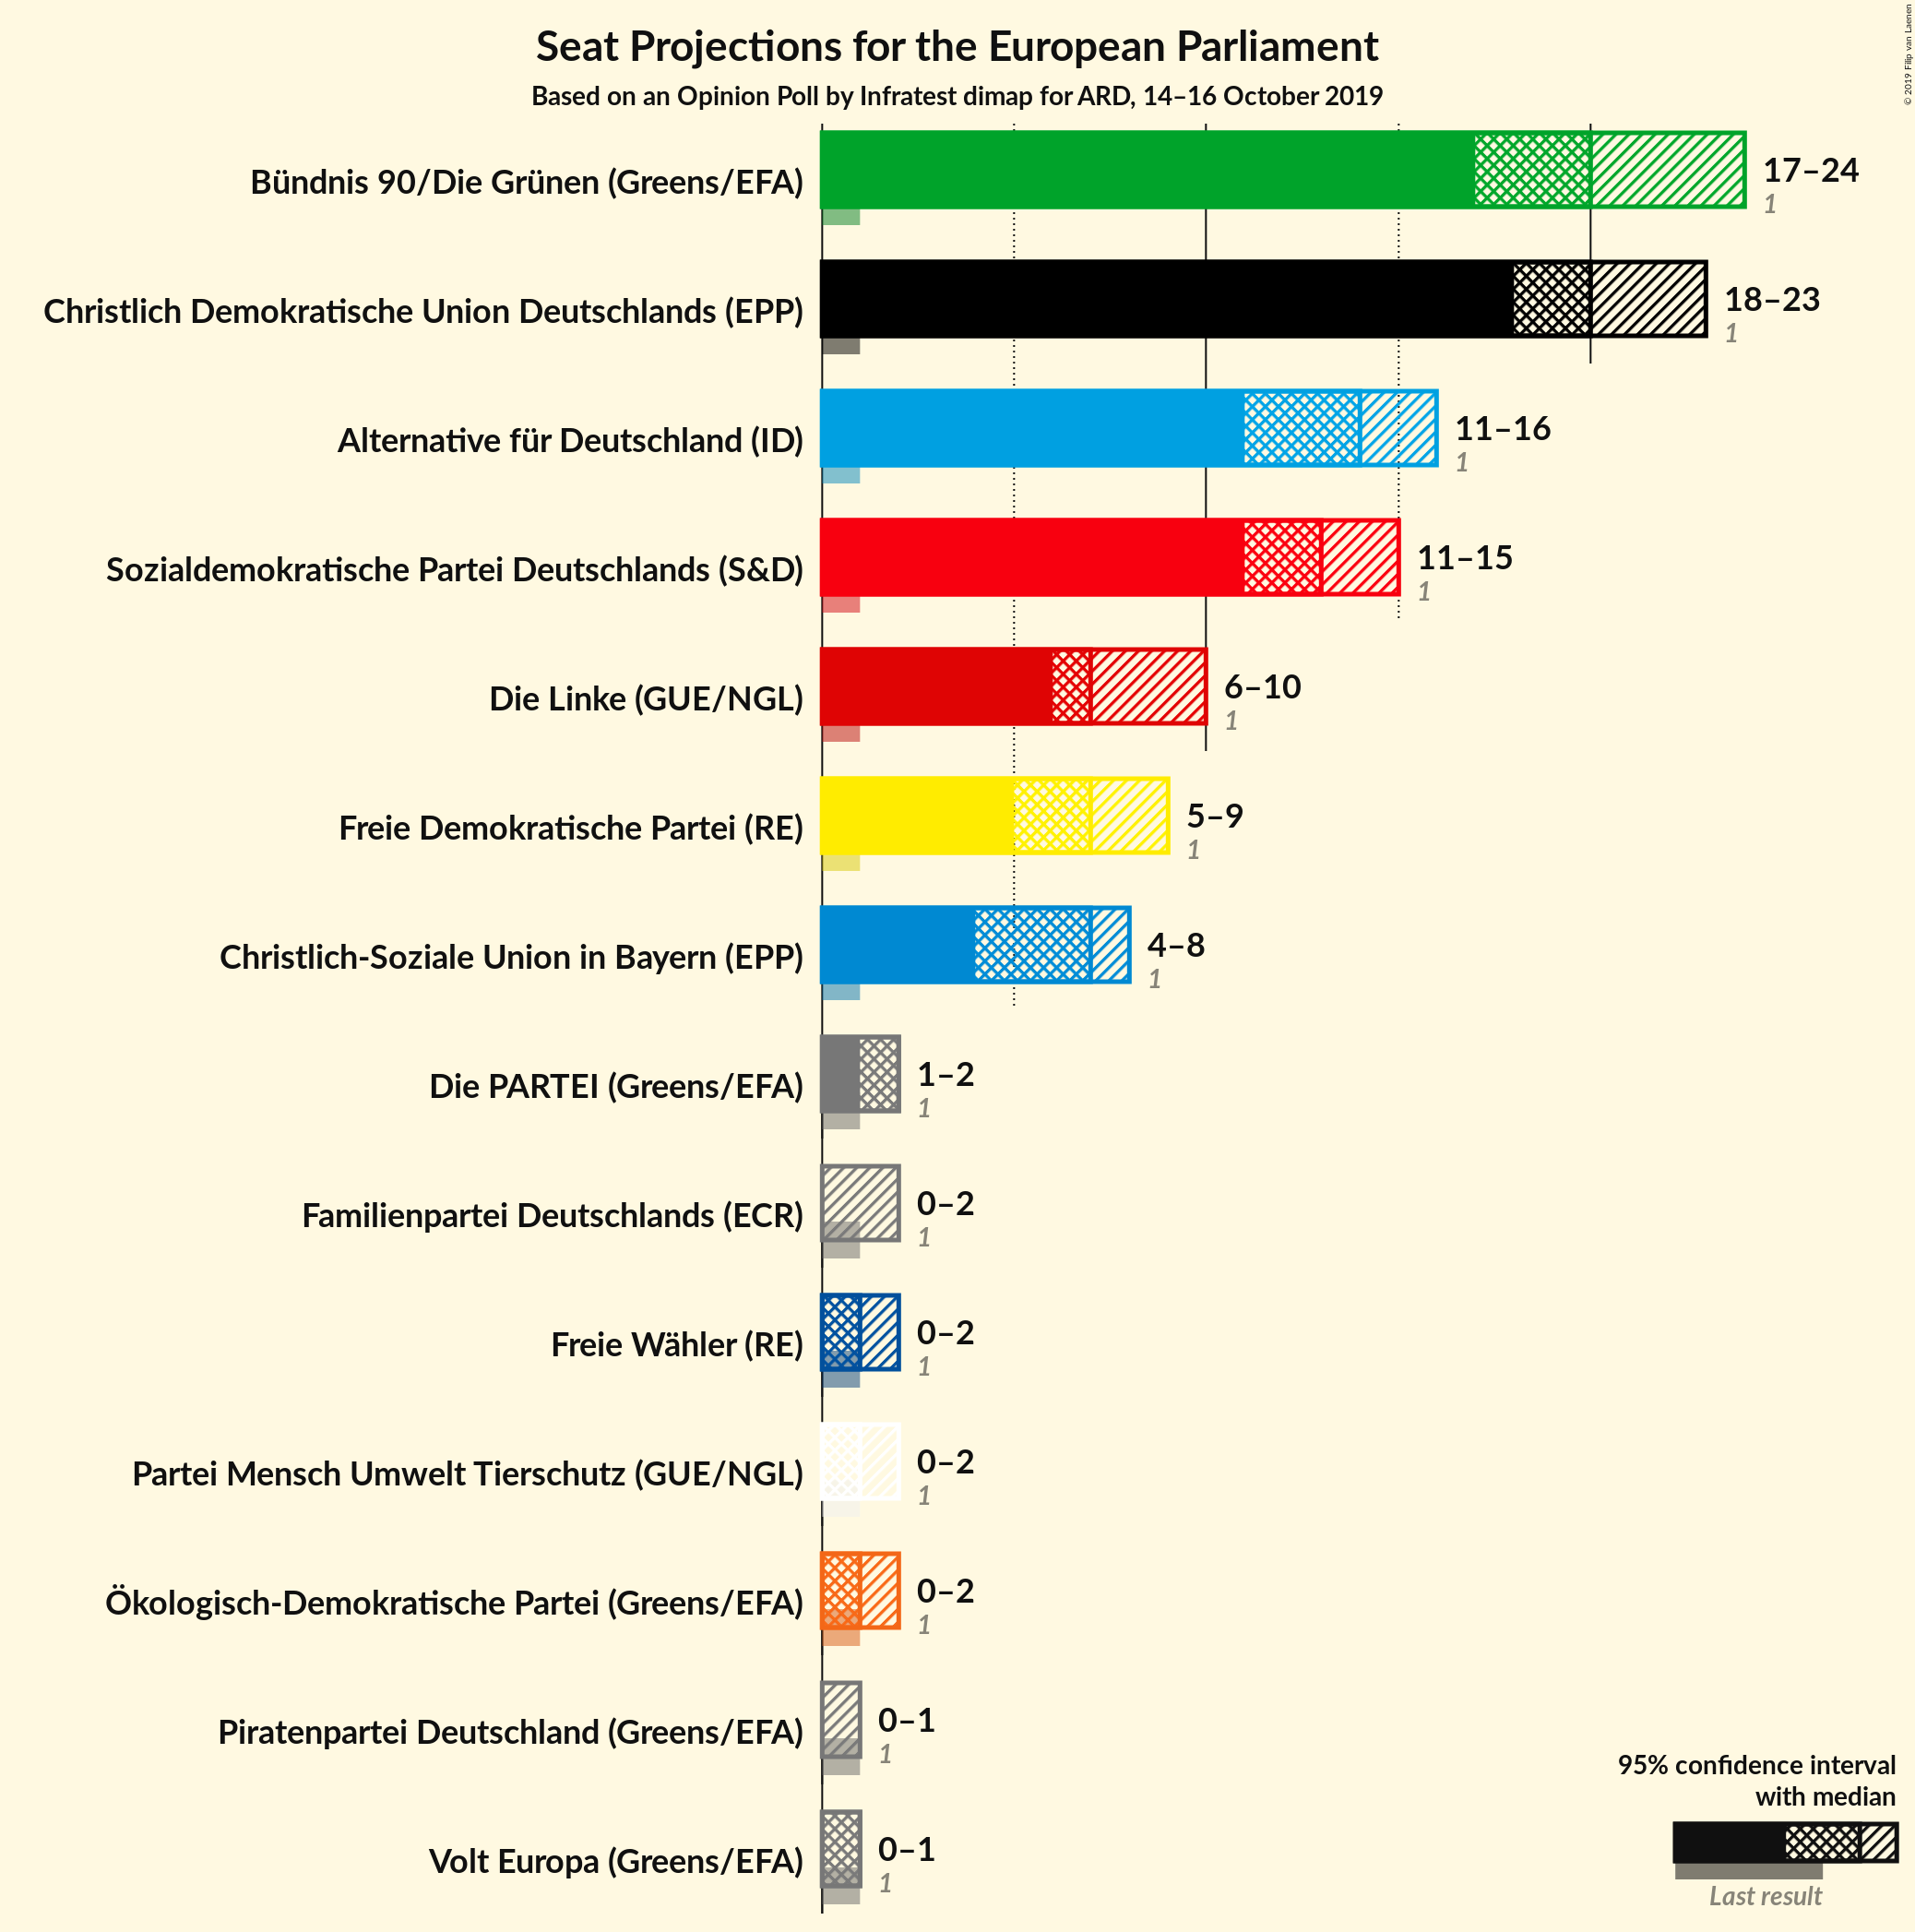 Seat Projections for the European Parliament
Based on an Opinion Poll by Infratest dimap for ARD, 14–16 October 2019
© 2019 Filip van Laenen
Bündnis 90/Die Grünen (Greens/EFA)
17–24
1
Christlich Demokratische Union Deutschlands (EPP)
18–23
1
Alternative für Deutschland (ID)
11–16
1
Sozialdemokratische Partei Deutschlands (S&D)
11–15
1
Die Linke (GUE/NGL)
6–10
1
Freie Demokratische Partei (RE)
5–9
1
Christlich-Soziale Union in Bayern (EPP)
4–8
1
Die PARTEI (Greens/EFA)
1–2
1
Familienpartei Deutschlands (ECR)
0–2
1
Freie Wähler (RE)
0–2
1
Partei Mensch Umwelt Tierschutz (GUE/NGL)
0–2
1
Ökologisch-Demokratische Partei (Greens/EFA)
0–2
1
Piratenpartei Deutschland (Greens/EFA)
0–1
1
Volt Europa (Greens/EFA)
0–1
1
95% confidence interval
with median
Last result